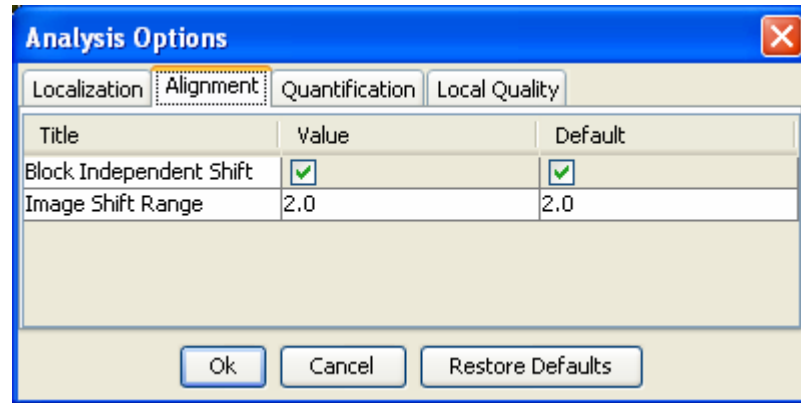 Analysis Options
Localization Alignment Quantification Local Quality
Title Value Default
Block Independent Shift
Image Shift Range 2.0 2.0
Ok Cancel Restore Defaults